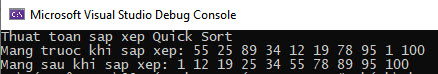 Microsoft Visual Studio Debug Console
Thuat toan sap xep Quick Sort
Mang truoc khi sap xep: 55 25 89 34 12 19 78 95 1 100
Mang sau khi sap xep: 1 12 19 25 34 55 78 89 95 100